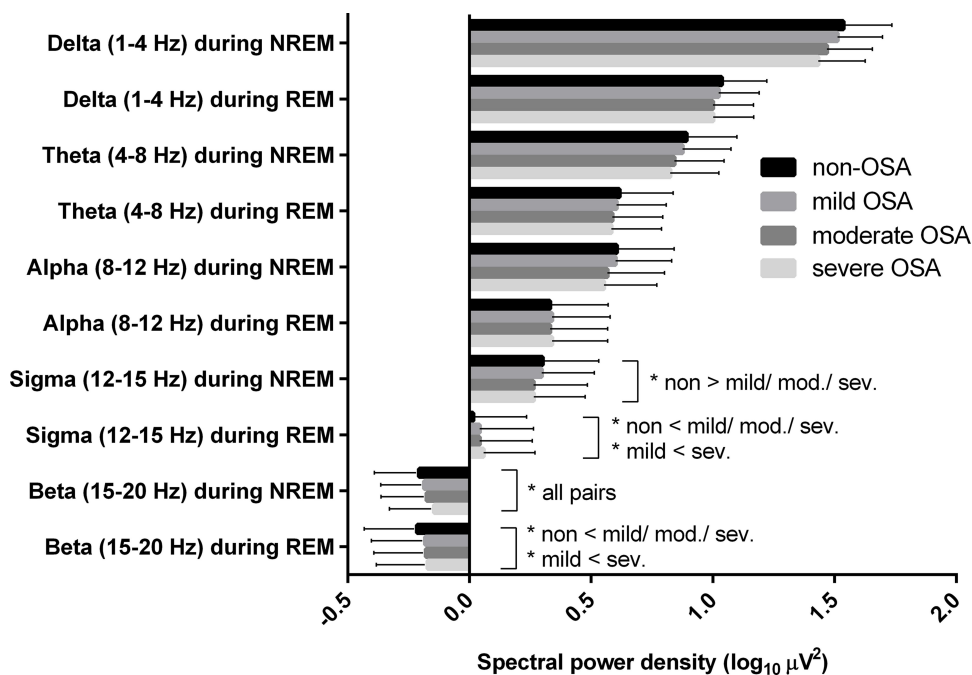 Delta (1-4 Hz) during NREM
Delta (1-4 Hz) during REM
Theta (4-8 Hz) during NREM
Theta (4-8 Hz) during REM
Alpha (8-12 Hz) during NREM
Alpha (8-12 Hz) during REM
Sigma (12-15 Hz) during NREM
Sigma (12-15 Hz) during REM
Beta (15-20 Hz) during NREM
Beta (15-20 Hz) during REM
non-OSA
mild OSA
moderate OSA
severe OSA
* non > mild/ mod./ sev.
* non < mild/ mod./ sev.
* mild < sev.
* all pairs
* non < mild/ mod./ sev.
* mild < sev.
-0.5 0.0 0.5 1.0 1.5 2.0
Spectral power density (log₁₀ μV²)